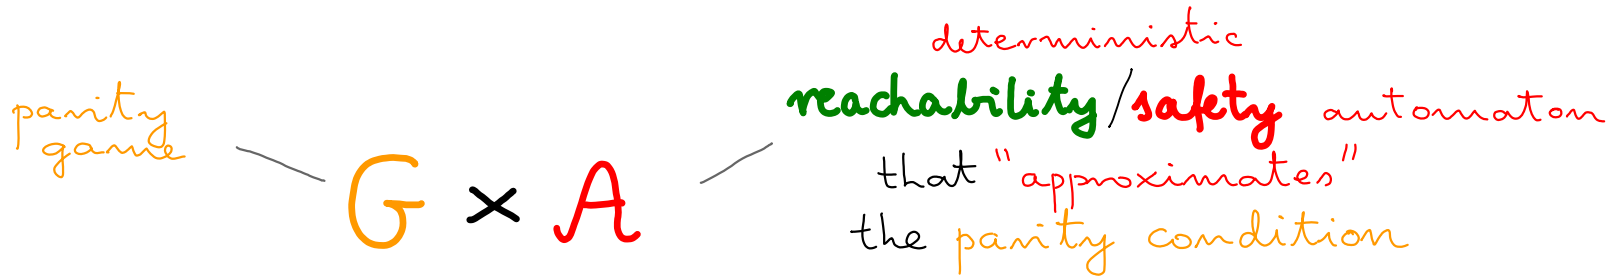 parity
game
G × A
deterministic
reachability/safety automaton
that "approximates"
the parity condition